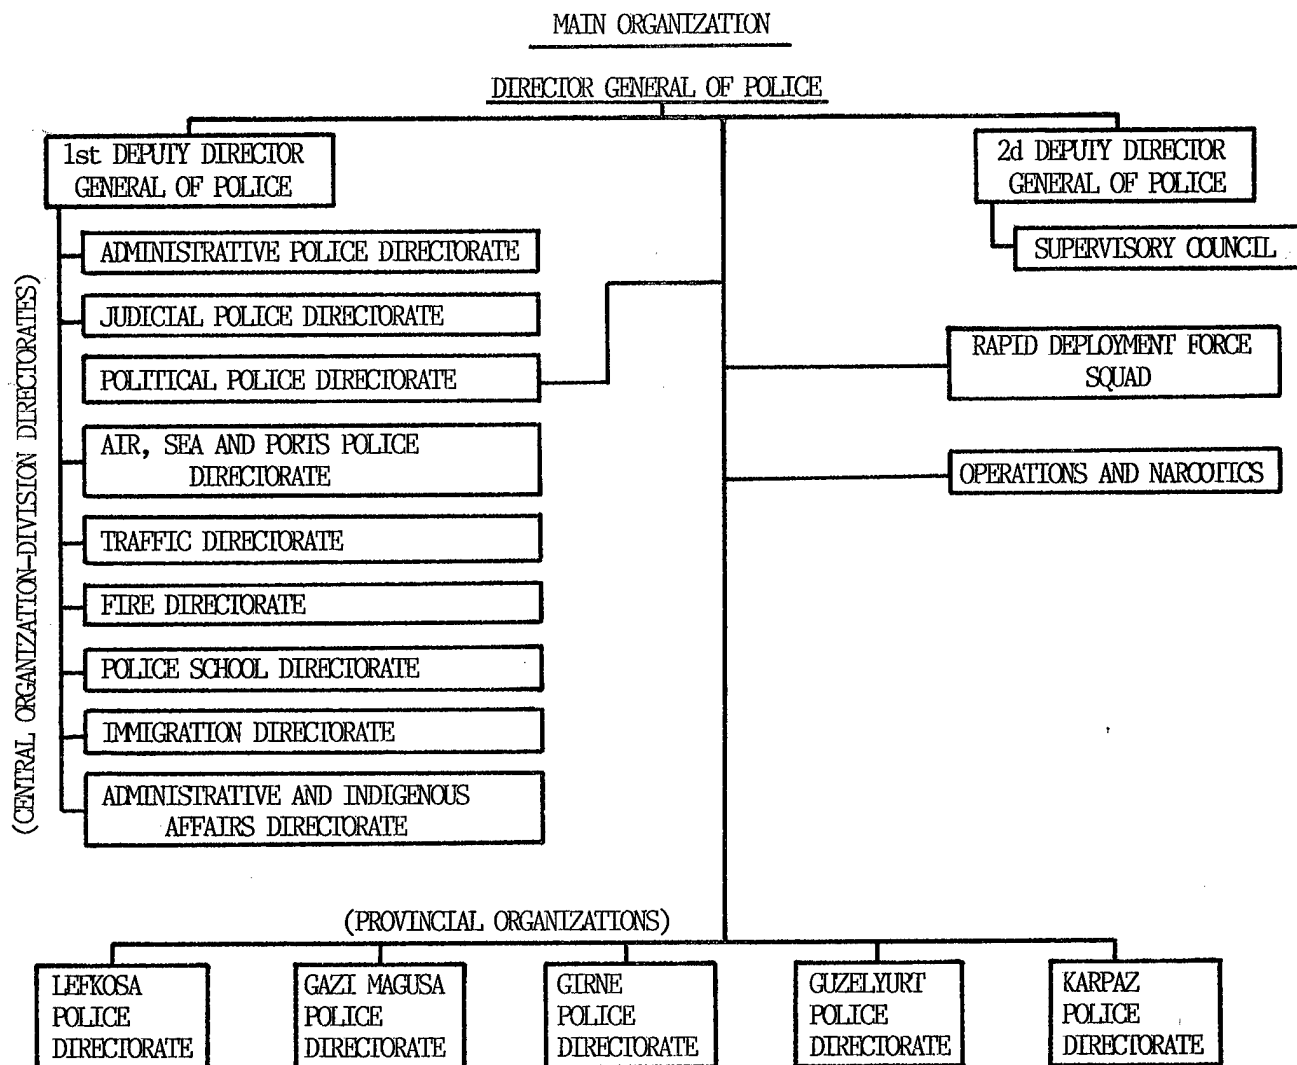 MAIN ORGANIZATION
DIRECTOR GENERAL OF POLICE
1st DEPUTY DIRECTOR
GENERAL OF POLICE
2d DEPUTY DIRECTOR
GENERAL OF POLICE
SUPERVISORY COUNCIL
(CENTRAL ORGANIZATION-DIVISION DIRECTORATES)
ADMINISTRATIVE POLICE DIRECTORATE
JUDICIAL POLICE DIRECTORATE
POLITICAL POLICE DIRECTORATE
AIR, SEA AND PORTS POLICE
DIRECTORATE
TRAFFIC DIRECTORATE
FIRE DIRECTORATE
POLICE SCHOOL DIRECTORATE
IMMIGRATION DIRECTORATE
ADMINISTRATIVE AND INDIGENOUS
AFFAIRS DIRECTORATE
RAPID DEPLOYMENT FORCE
SQUAD
OPERATIONS AND NARCOTICS
(PROVINCIAL ORGANIZATIONS)
LEFKOSA
POLICE
DIRECTORATE
GAZI MAGUSA
POLICE
DIRECTORATE
GIRNE
POLICE
DIRECTORATE
GUZELYURT
POLICE
DIRECTORATE
KARPAZ
POLICE
DIRECTORATE